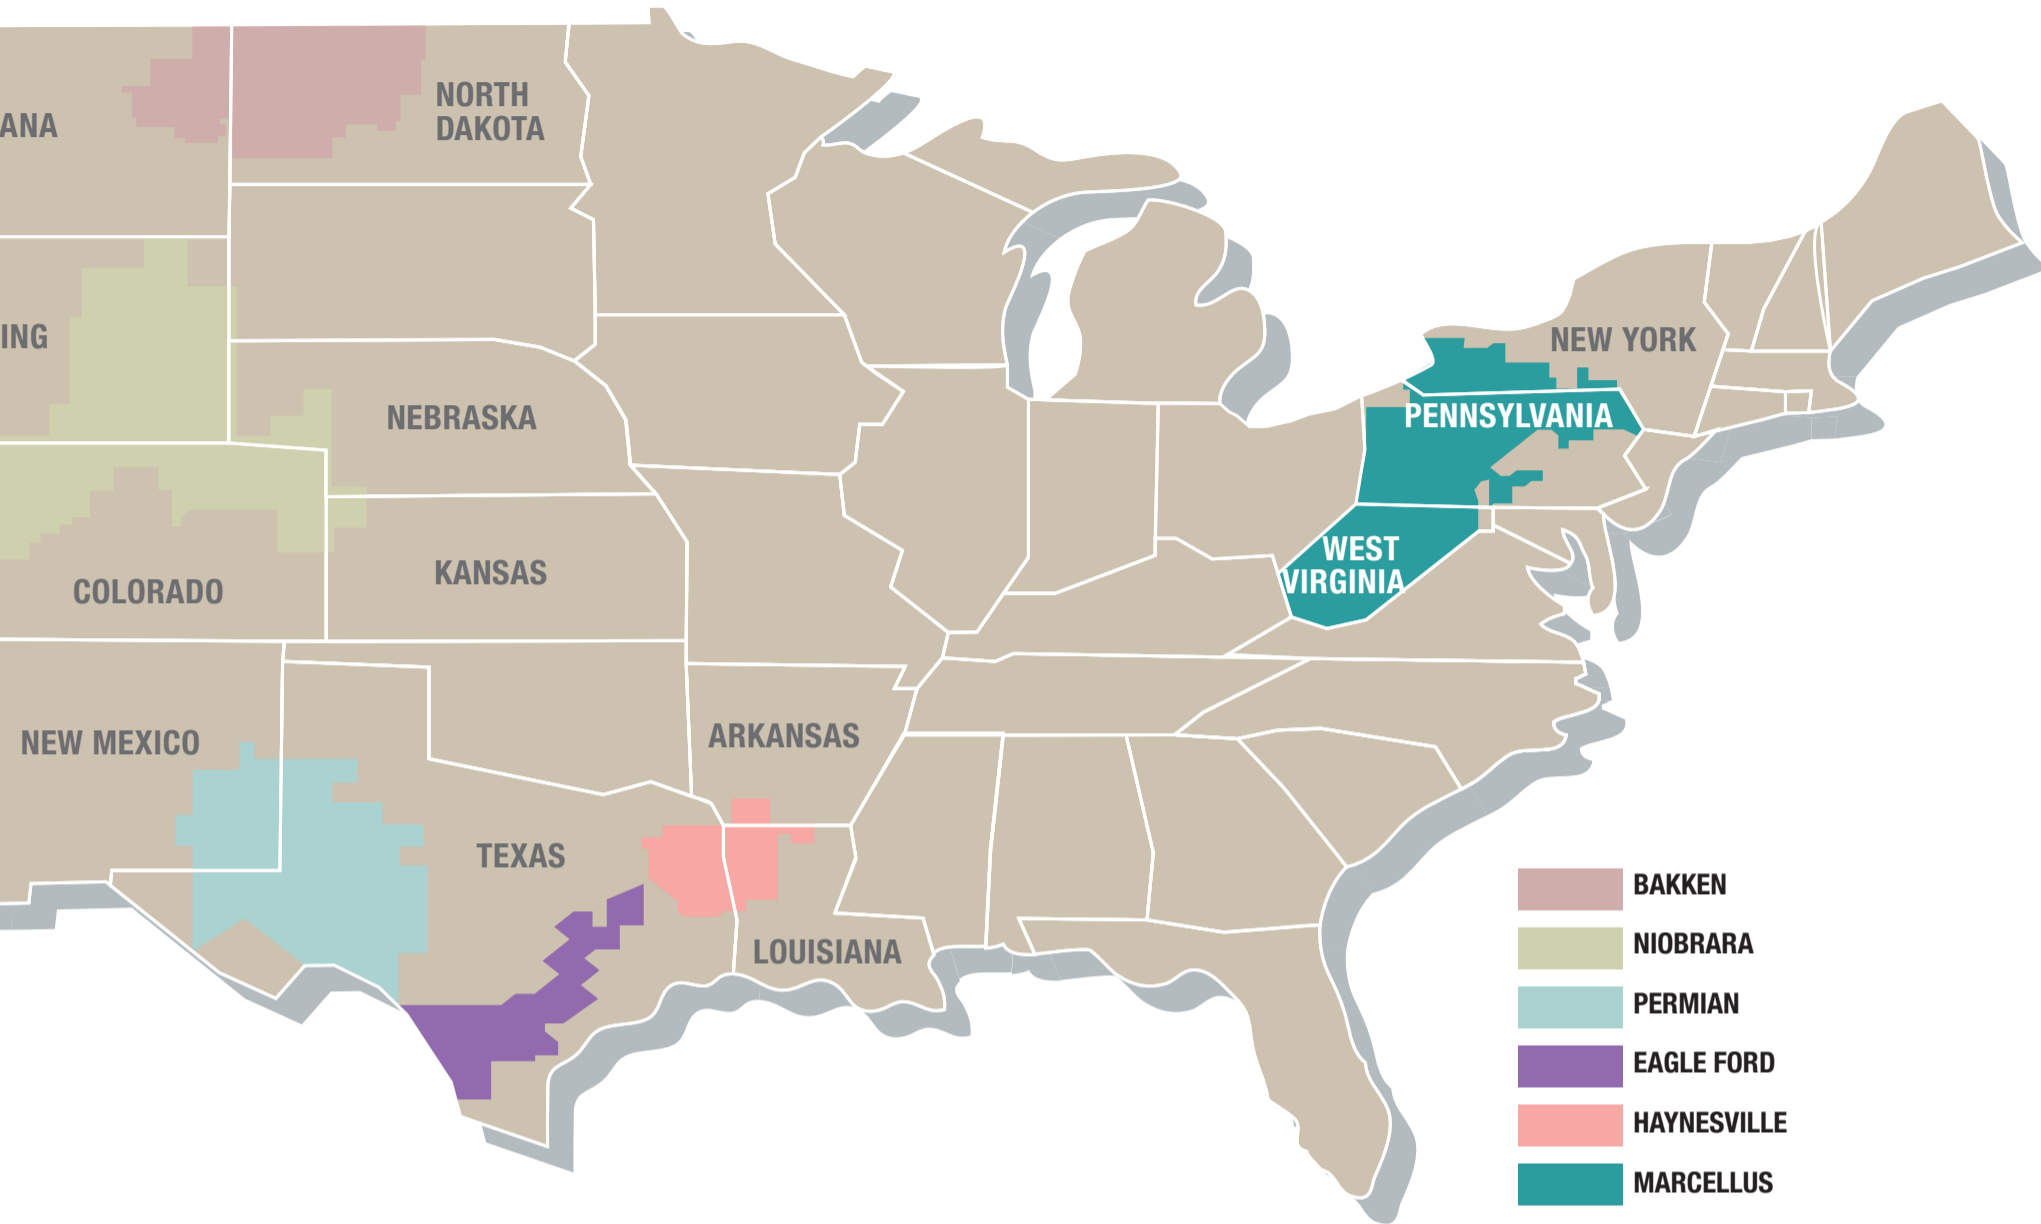 NORTH
DAKOTA
ANA
ING
NEW YORK
NEBRASKA
PENNSYLVANIA
WEST
VIRGINIA
KANSAS
COLORADO
NEW MEXICO
ARKANSAS
TEXAS
LOUISIANA
BAKKEN
NIOBRARA
PERMIAN
EAGLE FORD
HAYNESVILLE
MARCELLUS